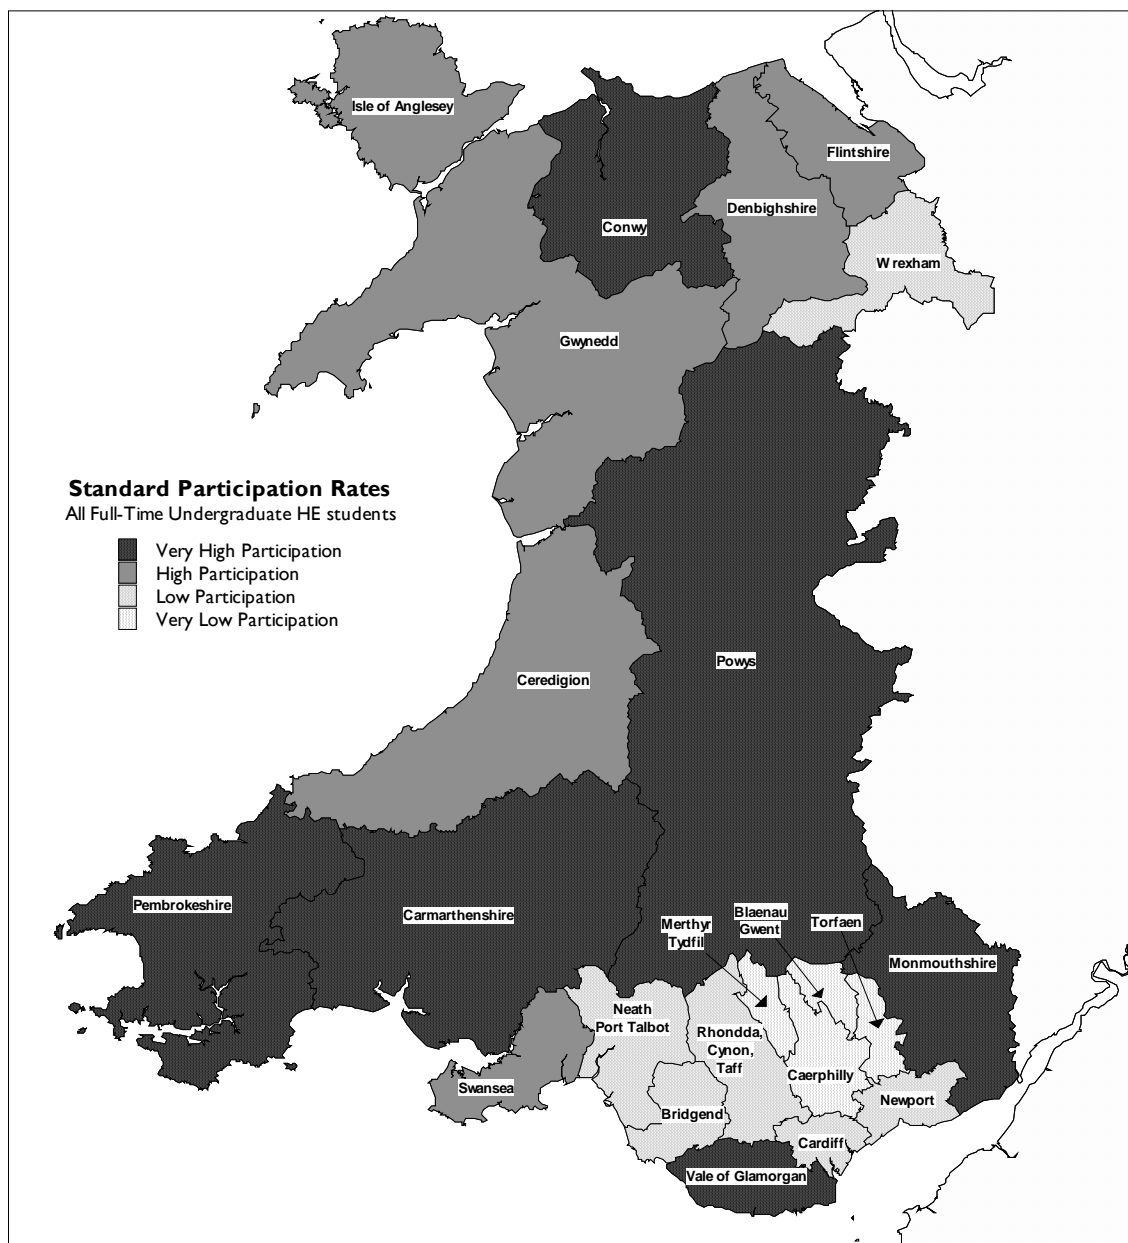 Isle of Anglesey
Flintshire
Denbighshire
Conwy
Wrexham
Gwynedd
Standard Participation Rates
All Full-Time Undergraduate HE students
Very High Participation
High Participation
Low Participation
Very Low Participation
Powys
Ceredigion
Pembrokeshire
Carmarthenshire
Merthyr
Tydfil
Blaenau
Gwent
Torfaen
Monmouthshire
Neath
Port Talbot
Rhondda,
Cynon,
Taff
Caerphilly
Swansea
Newport
Bridgend
Cardiff
Vale of Glamorgan